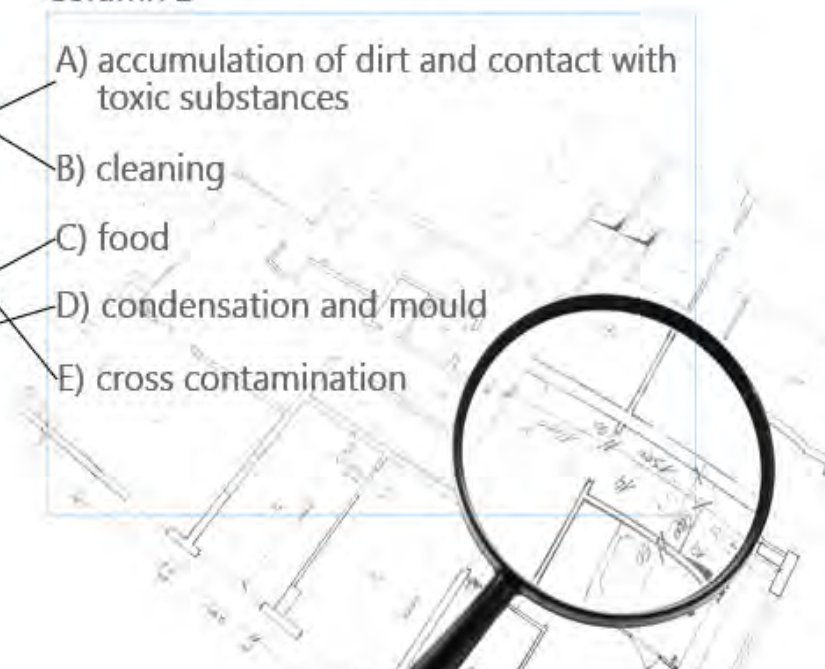 A) accumulation of dirt and contact with
toxic substances
B) cleaning
C) food
D) condensation and mould
E) cross contamination